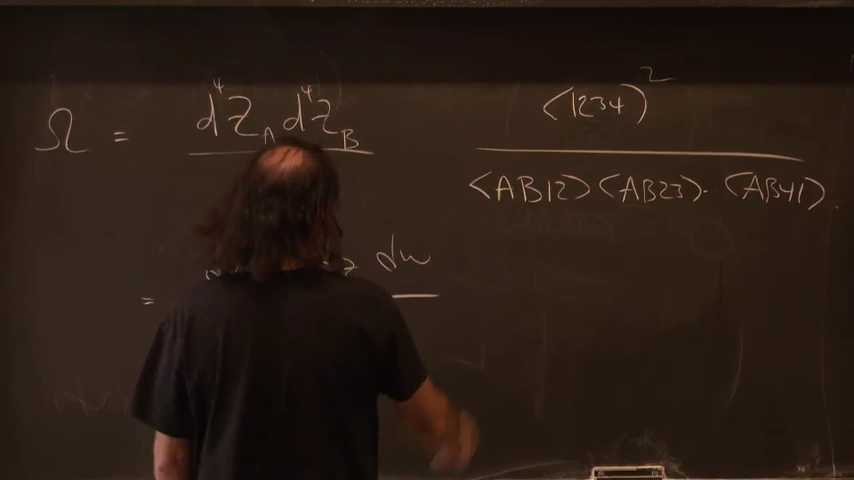 Ω = d⁴Z_A d⁴Z_B ⟨1234⟩²
⟨AB12⟩⟨AB23⟩·⟨AB41⟩.
= dw